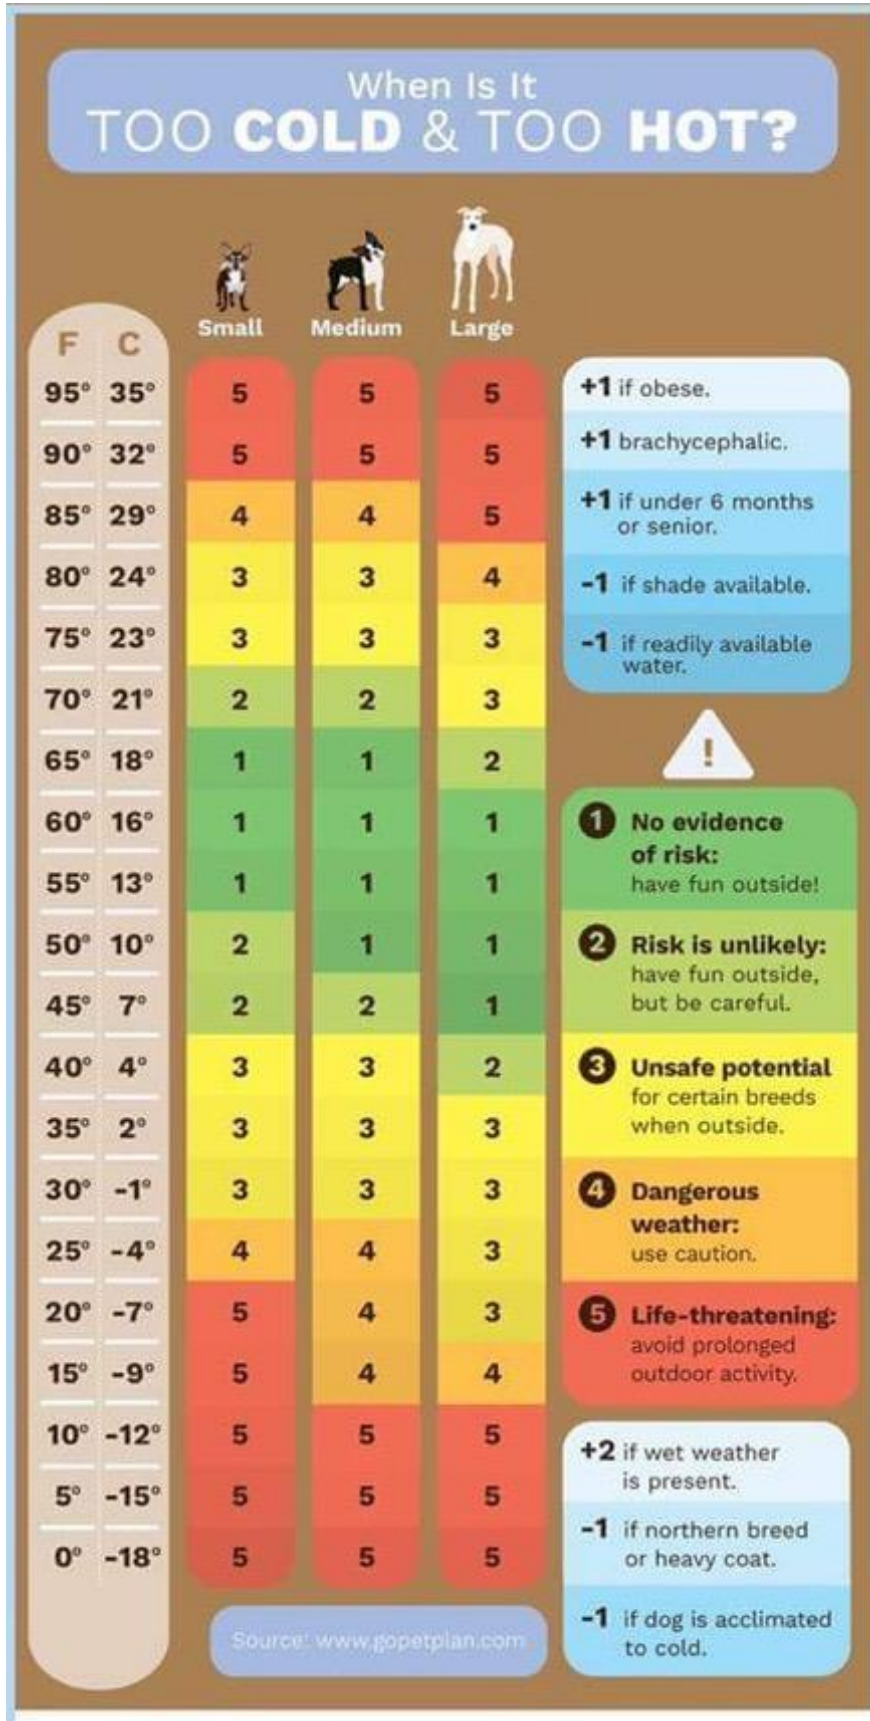 When Is It
TOO COLD & TOO HOT?
Small Medium Large
F C
95° 35° 5 5 5
90° 32° 5 5 5
85° 29° 4 4 5
80° 24° 3 3 4
75° 23° 3 3 3
70° 21° 2 2 3
65° 18° 1 1 2
60° 16° 1 1 1
55° 13° 1 1 1
50° 10° 2 1 1
45° 7° 2 2 1
40° 4° 3 3 2
35° 2° 3 3 3
30° -1° 3 3 3
25° -4° 4 4 3
20° -7° 5 4 3
15° -9° 5 4 4
10° -12° 5 5 5
5° -15° 5 5 5
0° -18° 5 5 5
+1 if obese.
+1 brachycephalic.
+1 if under 6 months
or senior.
-1 if shade available.
-1 if readily available
water.
!
1 No evidence
of risk:
have fun outside!
2 Risk is unlikely:
have fun outside,
but be careful.
3 Unsafe potential
for certain breeds
when outside.
4 Dangerous
weather:
use caution.
5 Life-threatening:
avoid prolonged
outdoor activity.
+2 if wet weather
is present.
-1 if northern breed
or heavy coat.
-1 if dog is acclimated
to cold.
Source: www.gopetplan.com